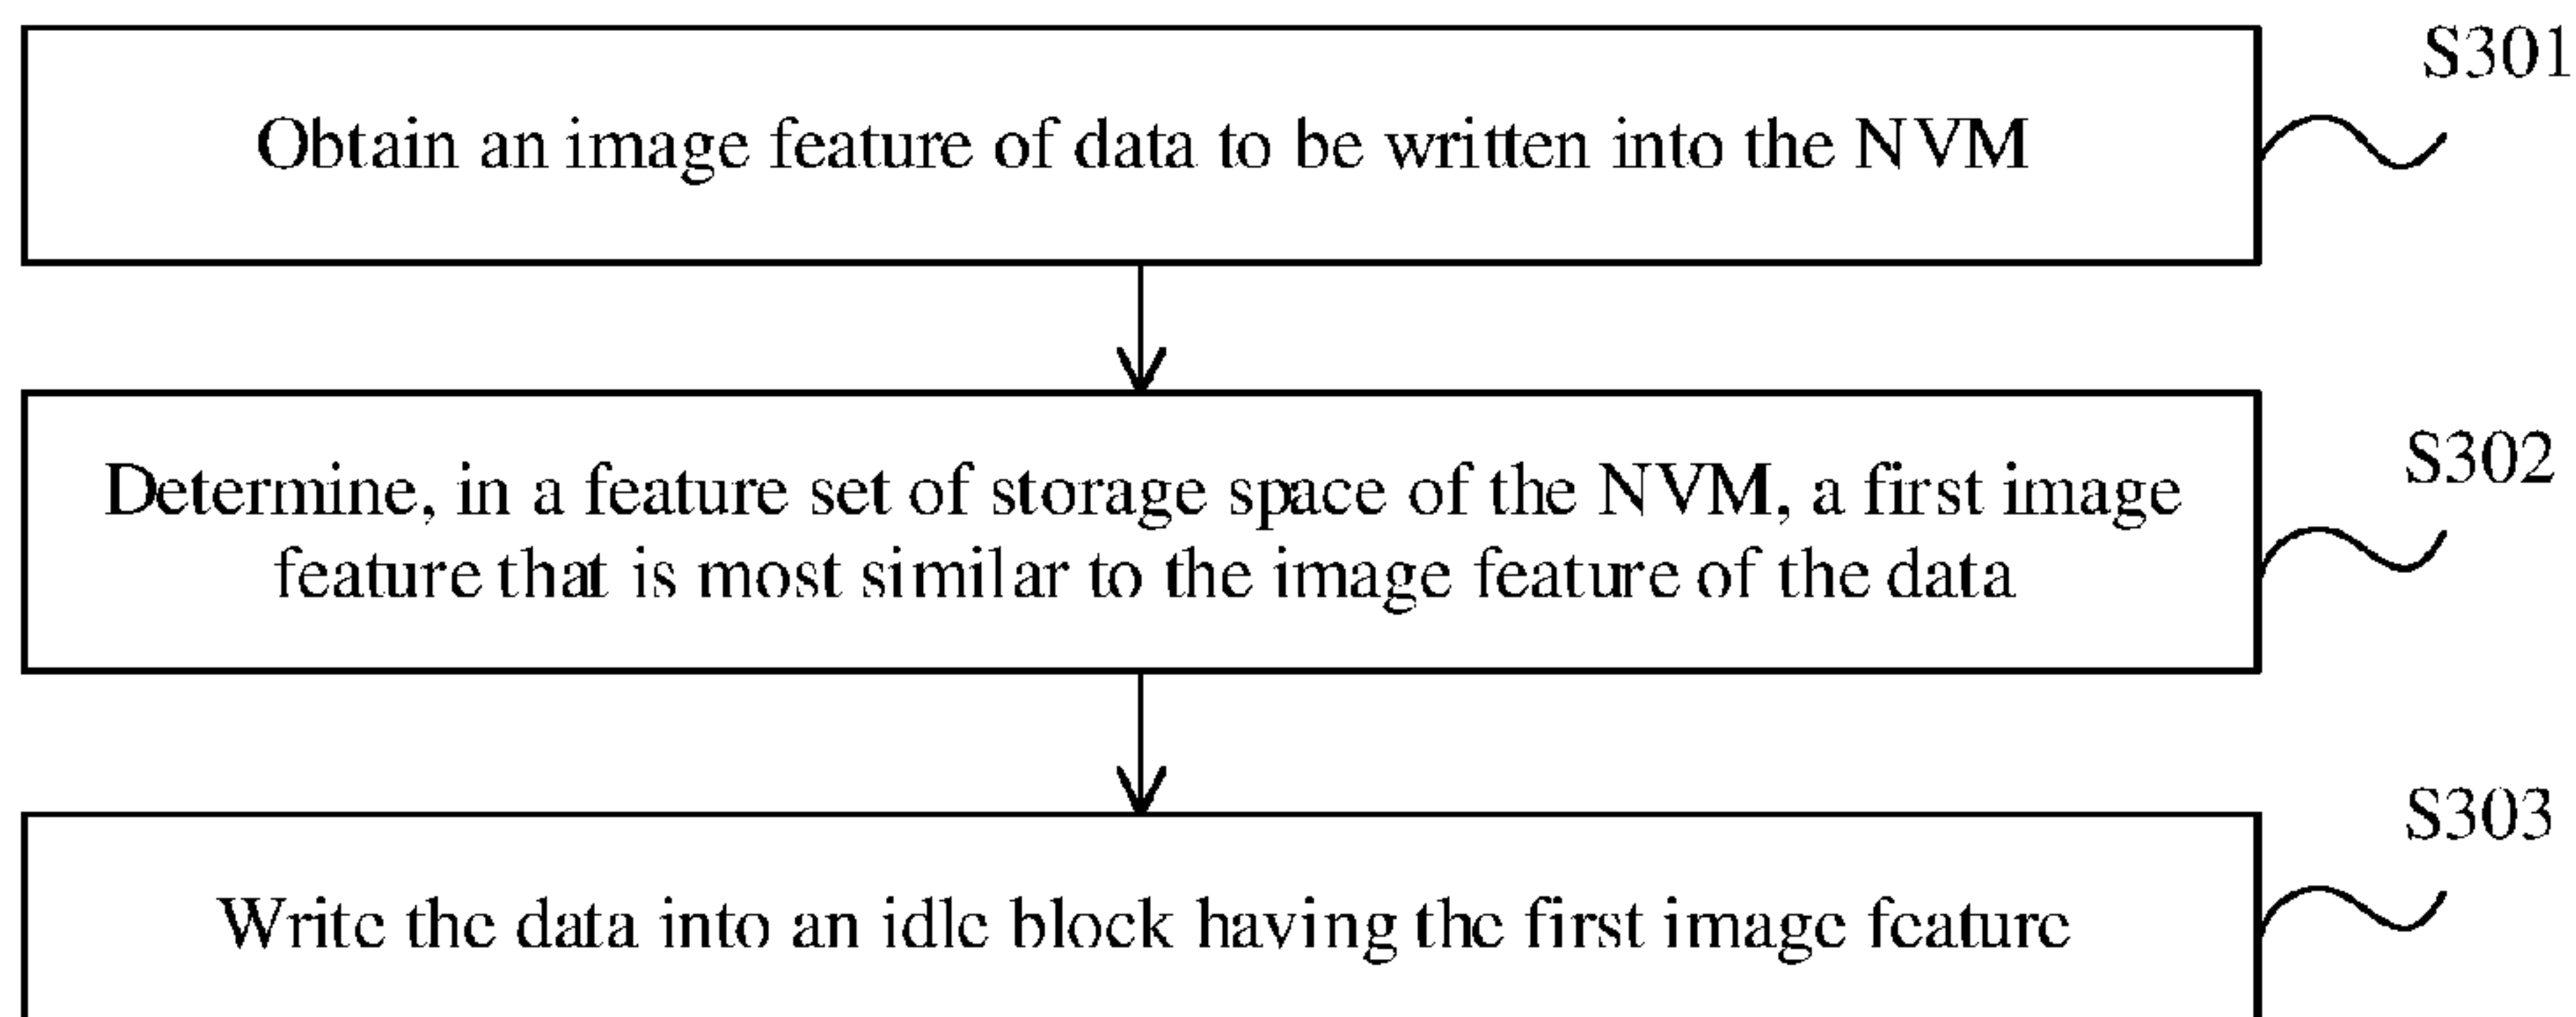 S301
Obtain an image feature of data to be written into the NVM
S302
Determine, in a feature set of storage space of the NVM, a first image
feature that is most similar to the image feature of the data
S303
Write the data into an idle block having the first image feature